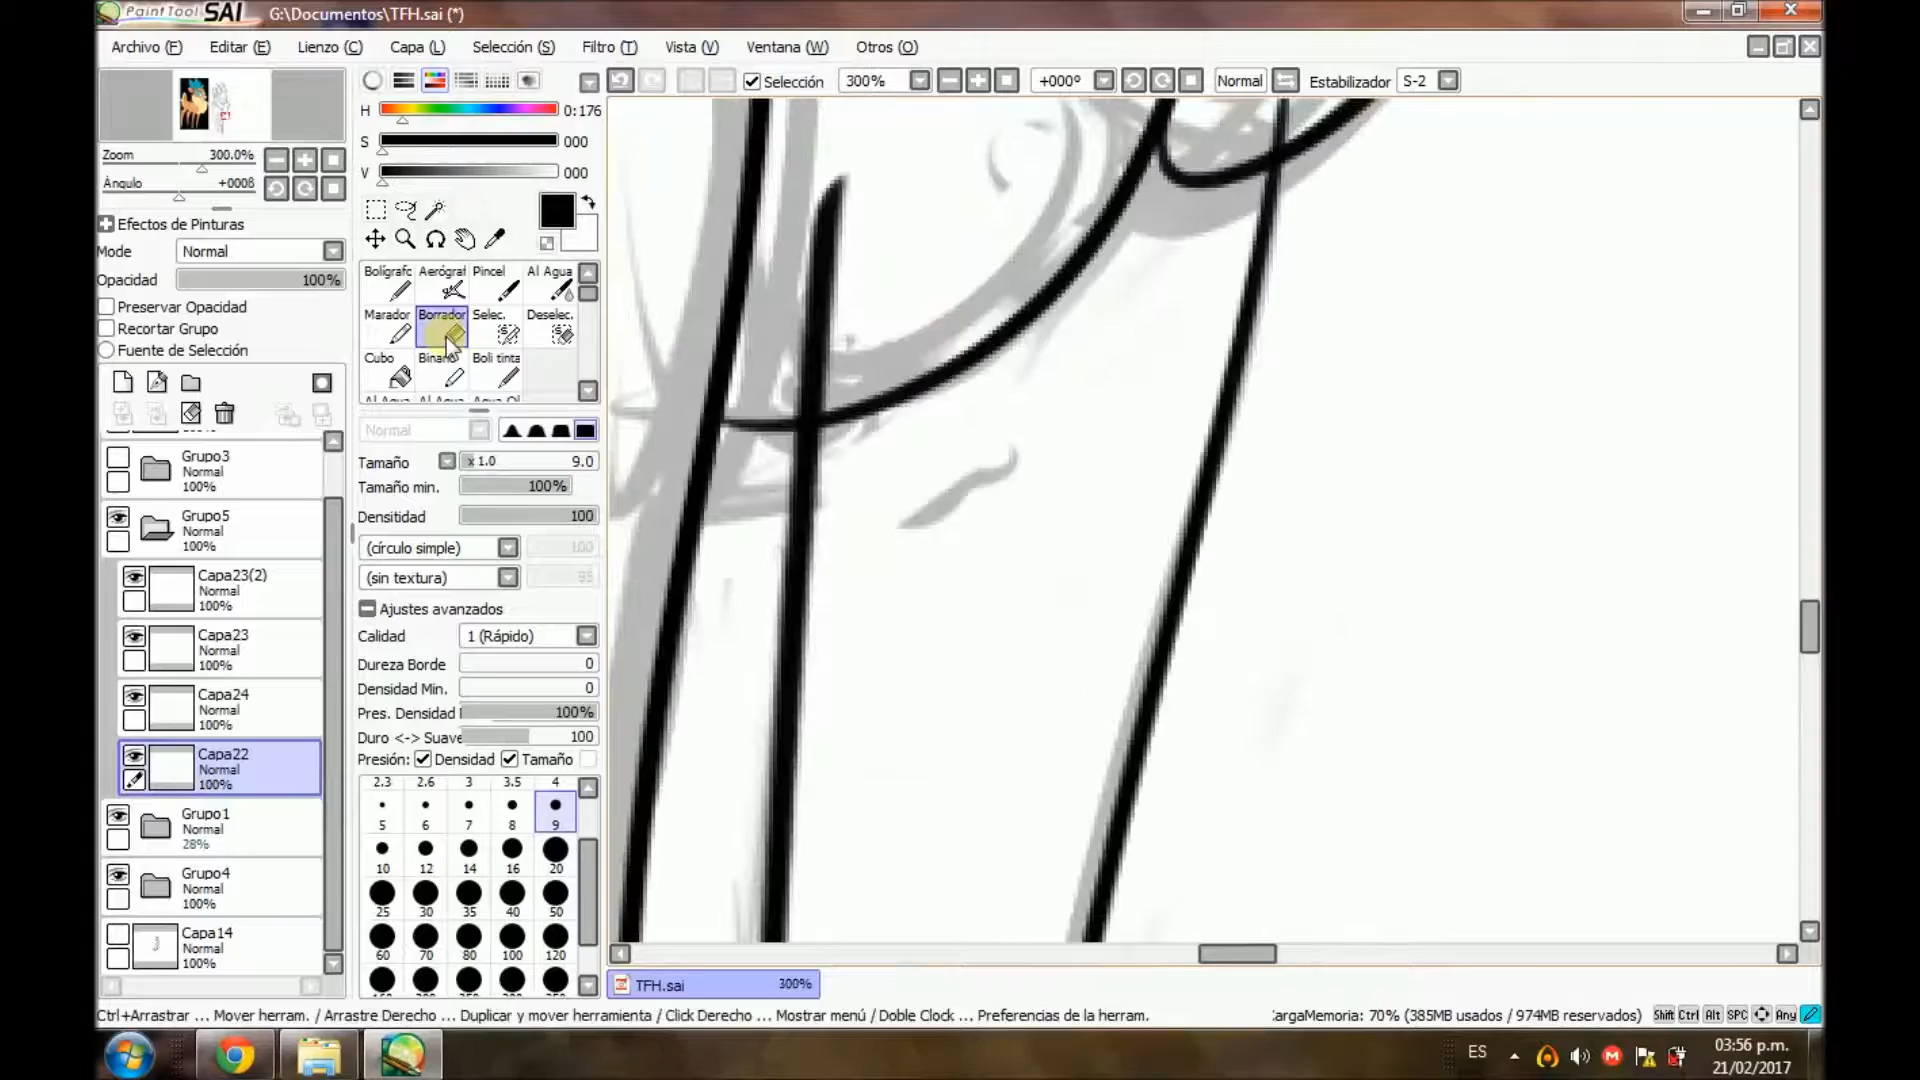 PaintTool SAI G:\Documentos\TFH.sai (*)
Archivo (F) Editar (E) Lienzo (C) Capa (L) Selección (S) Filtro (T) Vista (V) Ventana (W) Otros (O)
Selección 300% +000º Normal Estabilizador S-2
H 0:176
S 000
V 000
Zoom 300.0%
Ángulo +000ß
Efectos de Pinturas
Mode Normal
Opacidad 100%
Preservar Opacidad
Recortar Grupo
Fuente de Selección
Bolígrafc Aerógraf Pincel Al Agua
Marador Borrador Selec. Deselec.
Cubo Binario Boli tinta
Normal
Tamaño x 1.0 9.0
Tamaño min. 100%
Densitidad 100
(círculo simple) 100
(sin textura) 95
Ajustes avanzados
Calidad 1 (Rápido)
Dureza Borde 0
Densidad Min. 0
Pres. Densidad 100%
Duro <-> Suave 100
Presión: Densidad Tamaño
2.3 2.6 3 3.5 4
5 6 7 8 9
10 12 14 16 20
25 30 35 40 50
60 70 80 100 120
Grupo3
Normal
100%
Grupo5
Normal
100%
Capa23(2)
Normal
100%
Capa23
Normal
100%
Capa24
Normal
100%
Capa22
Normal
100%
Grupo1
Normal
28%
Grupo4
Normal
100%
Capa14
Normal
100%
TFH.sai 300%
Ctrl+Arrastrar ... Mover herram. / Arrastre Derecho ... Duplicar y mover herramienta / Click Derecho ... Mostrar menú / Doble Clock ... Preferencias de la herram.
argaMemoria: 70% (385MB usados / 974MB reservados) Shift Ctrl Alt SPC Any
ES
03:56 p.m.
21/02/2017